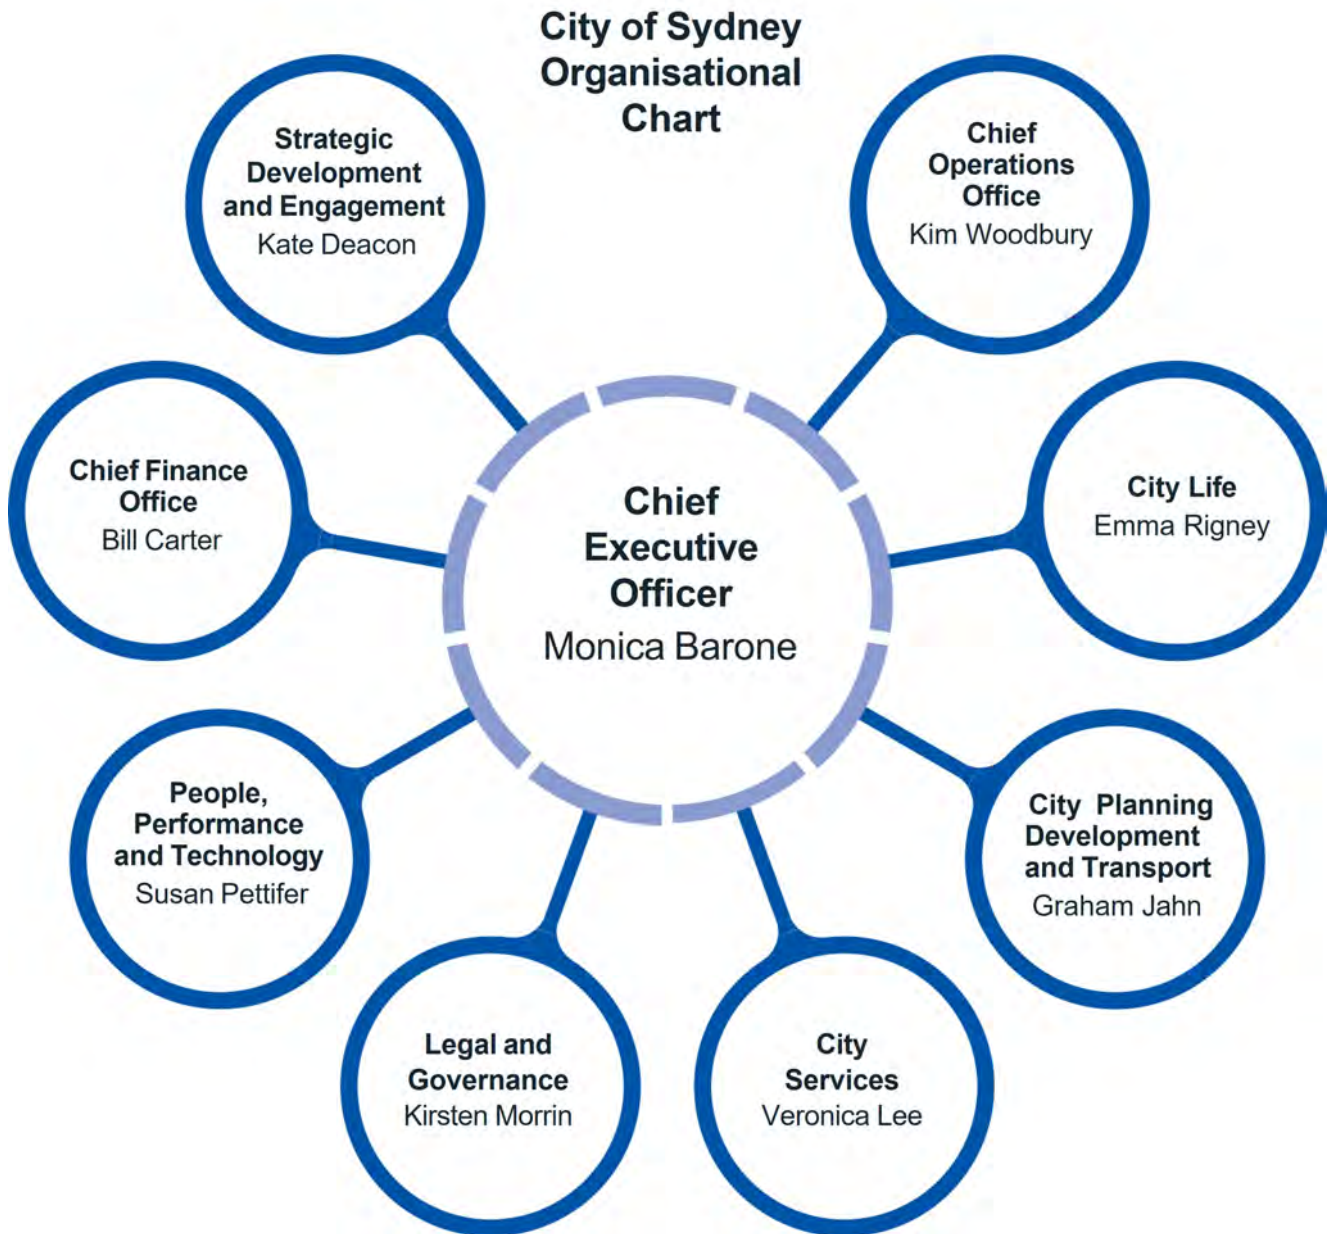 City of Sydney
Organisational
Chart
Strategic
Development
and Engagement
Kate Deacon
Chief
Operations
Office
Kim Woodbury
Chief Finance
Office
Bill Carter
City Life
Emma Rigney
Chief
Executive
Officer
Monica Barone
People,
Performance
and Technology
Susan Pettifer
City Planning
Development
and Transport
Graham Jahn
Legal and
Governance
Kirsten Morrin
City
Services
Veronica Lee